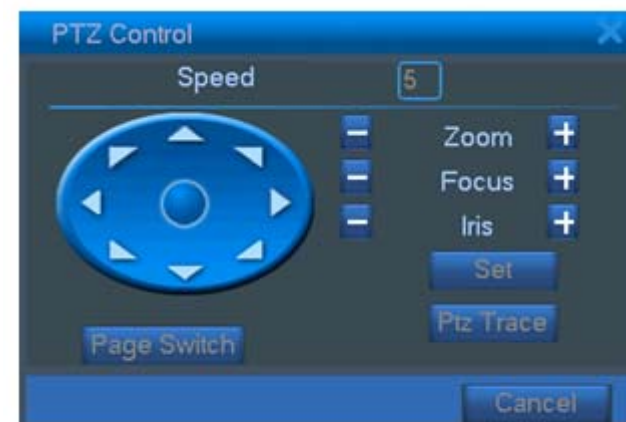 PTZ Control
Speed 5
- Zoom +
- Focus +
- Iris +
Set
Ptz Trace
Page Switch
Cancel